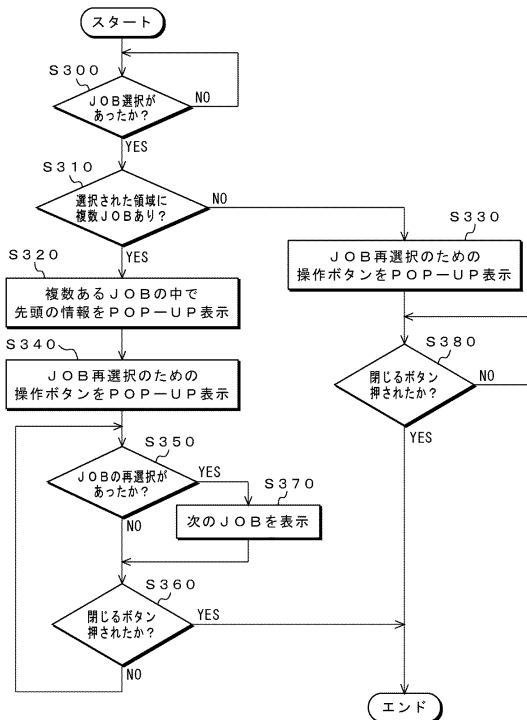 スタート
S300
JOB選択が
あったか?
NO
YES
S310
選択された領域に
複数JOBあり?
NO
YES
S320
複数あるJOBの中で
先頭の情報をPOP-UP表示
S330
JOB再選択のための
操作ボタンをPOP-UP表示
S340
JOB再選択のための
操作ボタンをPOP-UP表示
S380
閉じるボタン
押されたか?
NO
YES
S350
JOBの再選択が
あったか?
YES
NO
S370
次のJOBを表示
S360
閉じるボタン
押されたか?
YES
NO
エンド